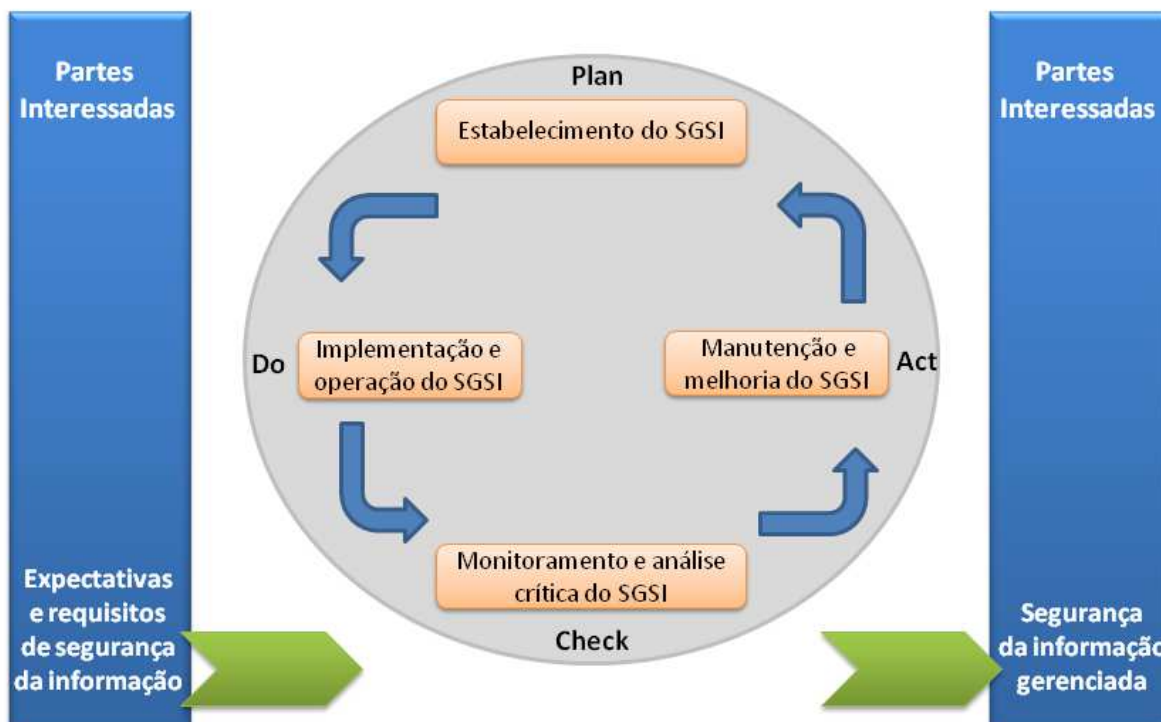 Partes
Interessadas
Expectativas
e requisitos
de segurança
da informação
Plan
Estabelecimento do SGSI
Do
Implementação e
operação do SGSI
Manutenção e
melhoria do SGSI
Act
Monitoramento e análise
crítica do SGSI
Check
Partes
Interessadas
Segurança
da informação
gerenciada